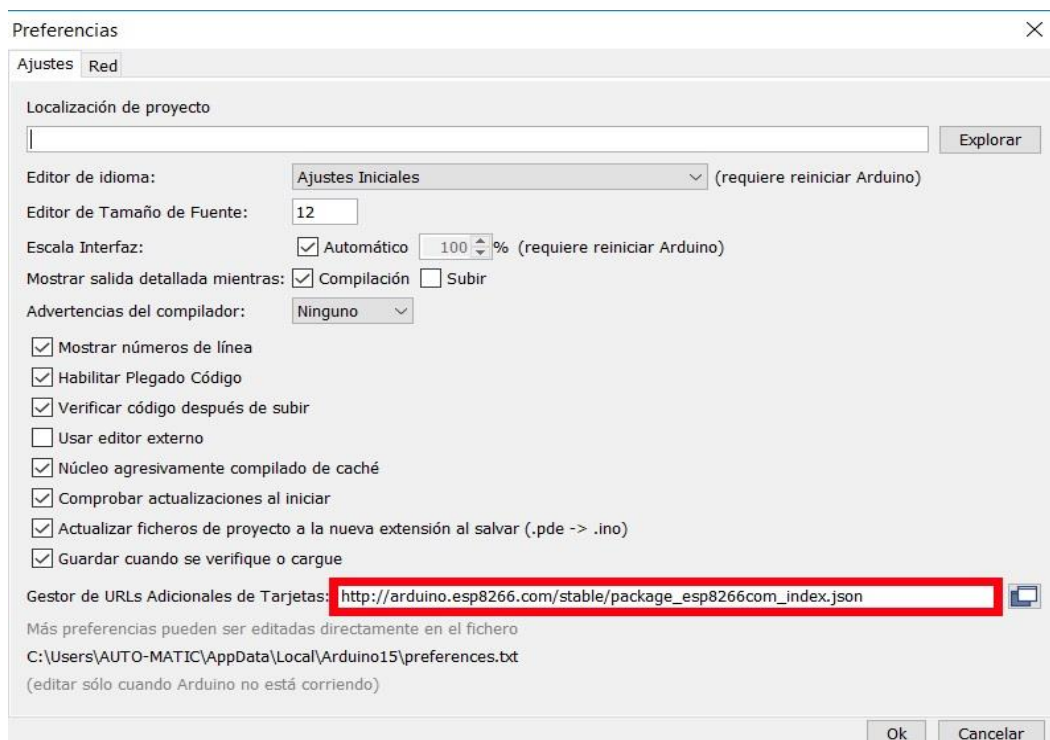 Preferencias
Ajustes Red
Localización de proyecto
Explorar
Editor de idioma: Ajustes Iniciales (requiere reiniciar Arduino)
Editor de Tamaño de Fuente: 12
Escala Interfaz: Automático 100 % (requiere reiniciar Arduino)
Mostrar salida detallada mientras: Compilación Subir
Advertencias del compilador: Ninguno
Mostrar números de línea
Habilitar Plegado Código
Verificar código después de subir
Usar editor externo
Núcleo agresivamente compilado de caché
Comprobar actualizaciones al iniciar
Actualizar ficheros de proyecto a la nueva extensión al salvar (.pde -> .ino)
Guardar cuando se verifique o cargue
Gestor de URLs Adicionales de Tarjetas: http://arduino.esp8266.com/stable/package_esp8266com_index.json
Más preferencias pueden ser editadas directamente en el fichero
C:\Users\AUTO-MATIC\AppData\Local\Arduino15\preferences.txt
(editar sólo cuando Arduino no está corriendo)
Ok Cancelar